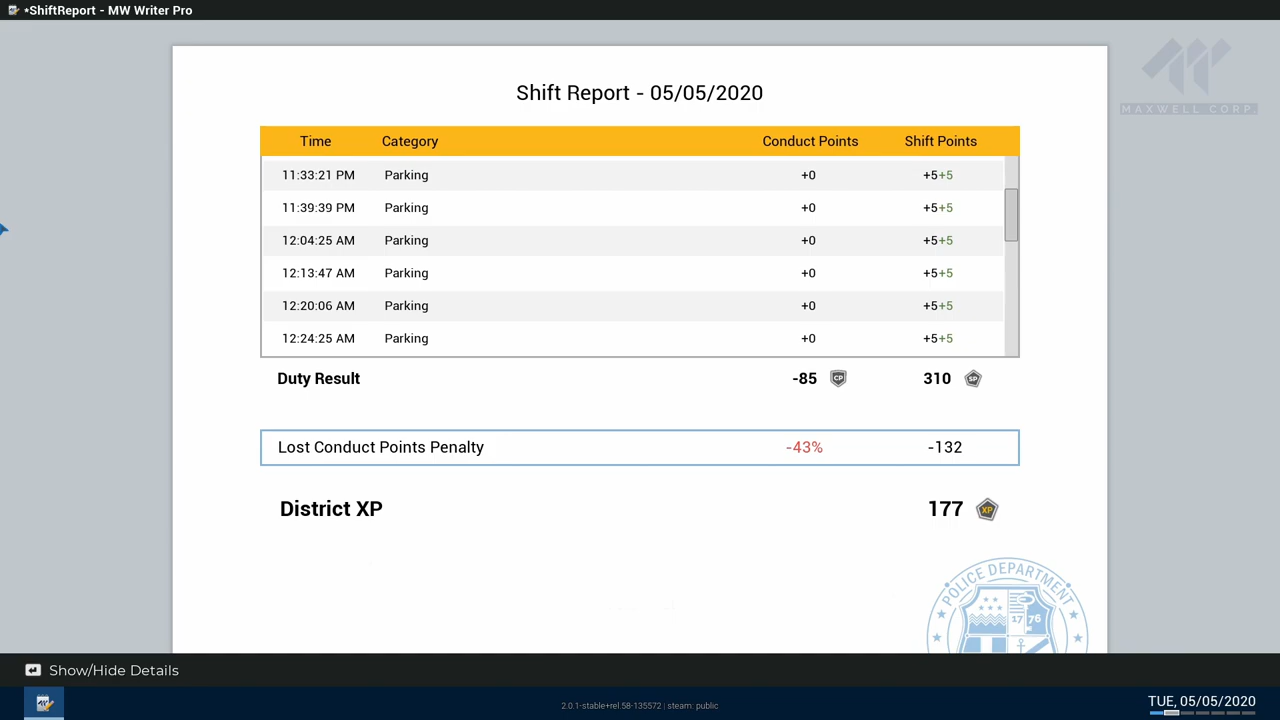 *ShiftReport - MW Writer Pro
MAXWELL CORP
Shift Report - 05/05/2020
Time Category Conduct Points Shift Points
11:33:21 PM Parking +0 +5+5
11:39:39 PM Parking +0 +5+5
12:04:25 AM Parking +0 +5+5
12:13:47 AM Parking +0 +5+5
12:20:06 AM Parking +0 +5+5
12:24:25 AM Parking +0 +5+5
Duty Result -85 CP 310 SP
Lost Conduct Points Penalty -43% -132
District XP 177 XP
POLICE DEPARTMENT
17 76
Show/Hide Details
2.0.1-stable+rel.58-135572 | steam: public
TUE, 05/05/2020